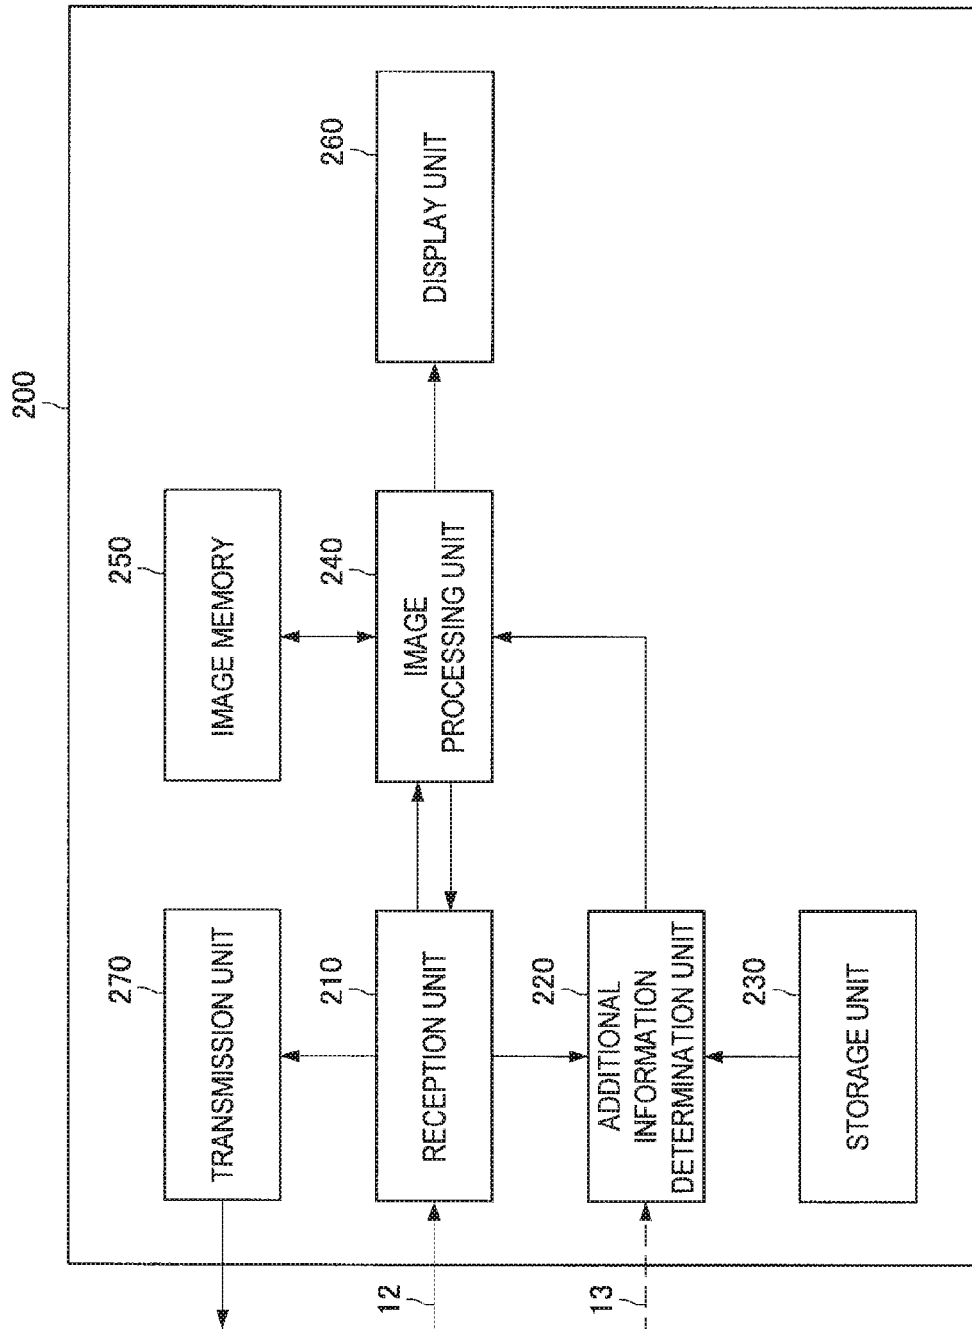 200
270
TRANSMISSION UNIT
250
IMAGE MEMORY
12
210
RECEPTION UNIT
240
IMAGE
PROCESSING UNIT
260
DISPLAY UNIT
13
220
ADDITIONAL
INFORMATION
DETERMINATION UNIT
230
STORAGE UNIT